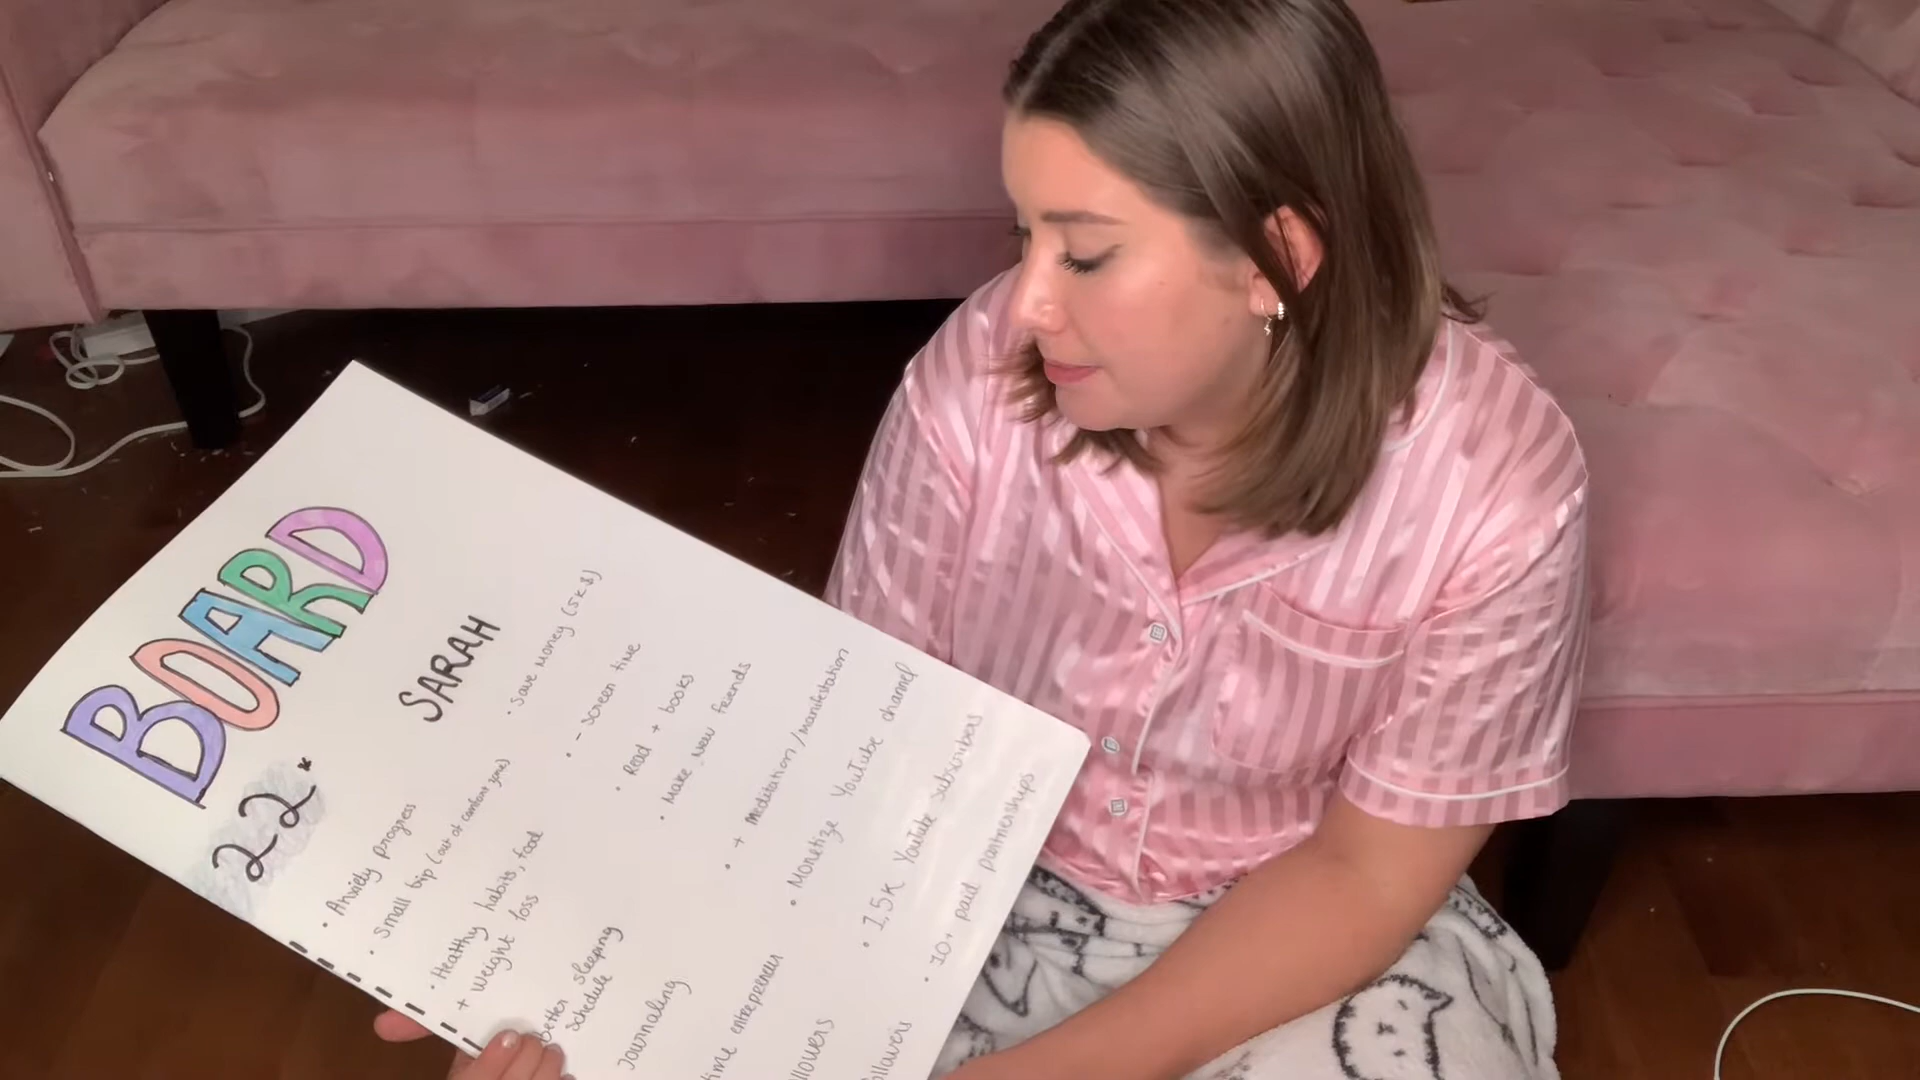 BOARD
2-22.*
SARAH
• Anxiety progress
• Small trip (out of comfort zone)
• Healthy habits, food
+ weight loss
better sleeping
schedule
Journaling
time entrepreneur
• Save money (5K$)
• - screen time
• Read + books
• Make new friends
• + meditation/manifestation
• Monetize YouTube channel
• 1,5K YouTube subscribers
• 10+ paid partnerships